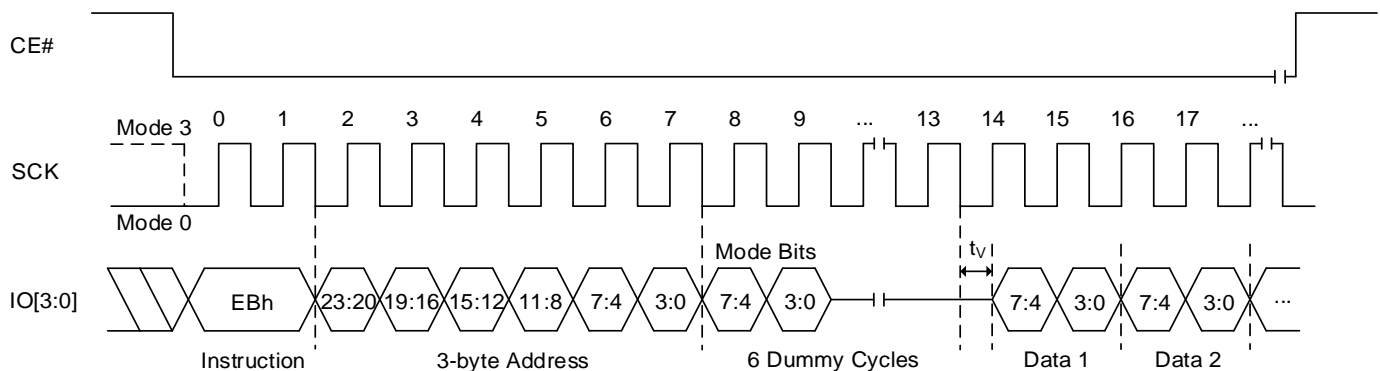 CE#
0 1 2 3 4 5 6 7 8 9 ... 13 14 15 16 17 ...
Mode 3
SCK
Mode 0
Mode Bits
tV
IO[3:0]
EBh 23:20 19:16 15:12 11:8 7:4 3:0 7:4 3:0 7:4 3:0 7:4 3:0 ...
Instruction 3-byte Address 6 Dummy Cycles Data 1 Data 2